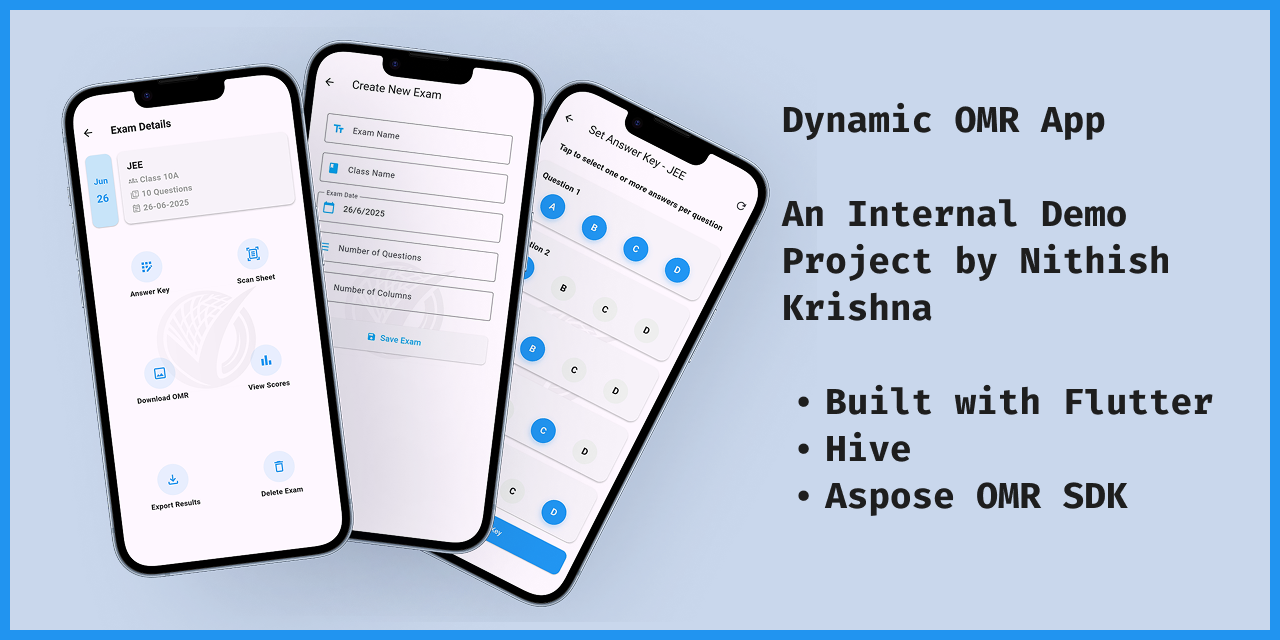 Exam Details
Jun
26
JEE
Class 10A
10 Questions
26-06-2025
Answer Key
Scan Sheet
Download OMR
View Scores
Export Results
Delete Exam
Create New Exam
Exam Name
Class Name
Exam Date
26/6/2025
Number of Questions
Number of Columns
Save Exam
Set Answer Key - JEE
Tap to select one or more answers per question
Question 1
A B C D
tion 2
B C D
B C D
C D
C D
Key
Dynamic OMR App
An Internal Demo
Project by Nithish
Krishna
• Built with Flutter
• Hive
• Aspose OMR SDK